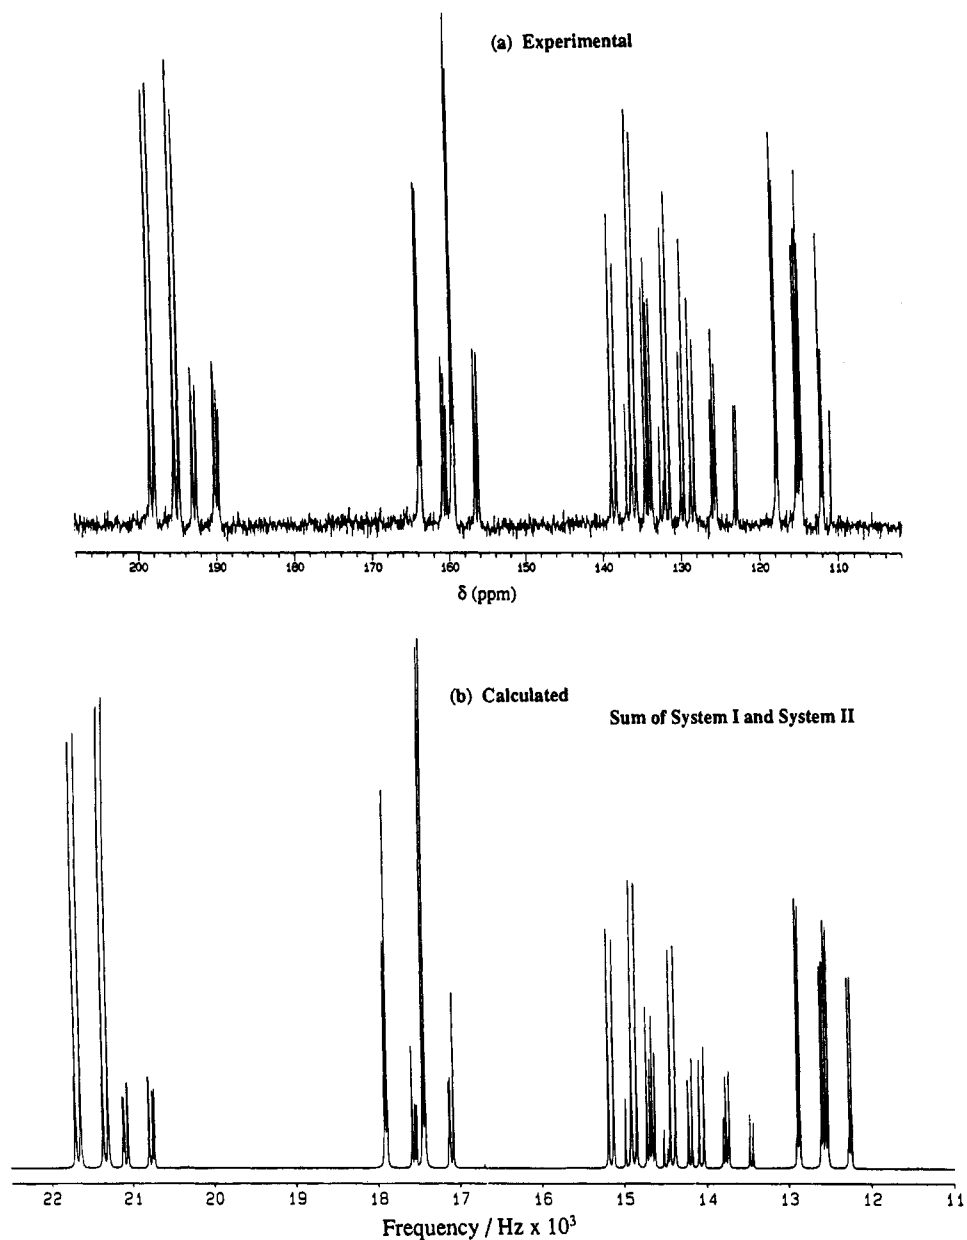 (a) Experimental
200 190 180 170 160 150 140 130 120 110
δ (ppm)
(b) Calculated
Sum of System I and System II
22 21 20 19 18 17 16 15 14 13 12 11
Frequency / Hz x 10³